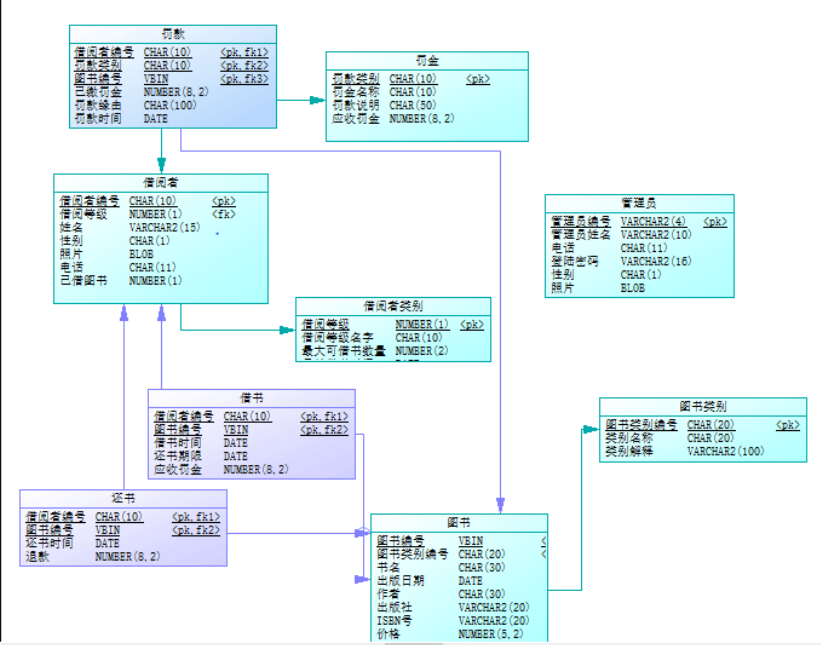 罚款
借阅者编号 CHAR(10) <pk,fk1>
罚款类别 CHAR(10) <pk,fk2>
图书编号 VBIN <pk,fk3>
已缴罚金 NUMBER(8,2)
罚款缘由 CHAR(100)
罚款时间 DATE
罚金
罚款类别 CHAR(10) <pk>
罚金名称 CHAR(10)
罚款说明 CHAR(50)
应收罚金 NUMBER(8,2)
借阅者
借阅者编号 CHAR(10) <pk>
借阅等级 NUMBER(1) <fk>
姓名 VARCHAR2(15)
性别 CHAR(1)
照片 BLOB
电话 CHAR(11)
已借图书 NUMBER(1)
管理员
管理员编号 VARCHAR2(4) <pk>
管理员姓名 VARCHAR2(10)
电话 CHAR(11)
登陆密码 VARCHAR2(16)
性别 CHAR(1)
照片 BLOB
借阅者类别
借阅等级 NUMBER(1) <pk>
借阅等级名字 CHAR(10)
最大可借书数量 NUMBER(2)
借书
借阅者编号 CHAR(10) <pk,fk1>
图书编号 VBIN <pk,fk2>
借书时间 DATE
还书期限 DATE
应收罚金 NUMBER(8,2)
图书类别
图书类别编号 CHAR(20) <pk>
类别名称 CHAR(20)
类别解释 VARCHAR2(100)
还书
借阅者编号 CHAR(10) <pk,fk1>
图书编号 VBIN <pk,fk2>
还书时间 DATE
退款 NUMBER(8,2)
图书
图书编号 VBIN <
图书类别编号 CHAR(20) <
书名 CHAR(30)
出版日期 DATE
作者 CHAR(30)
出版社 VARCHAR2(20)
ISBN号 VARCHAR2(20)
价格 NUMBER(5,2)